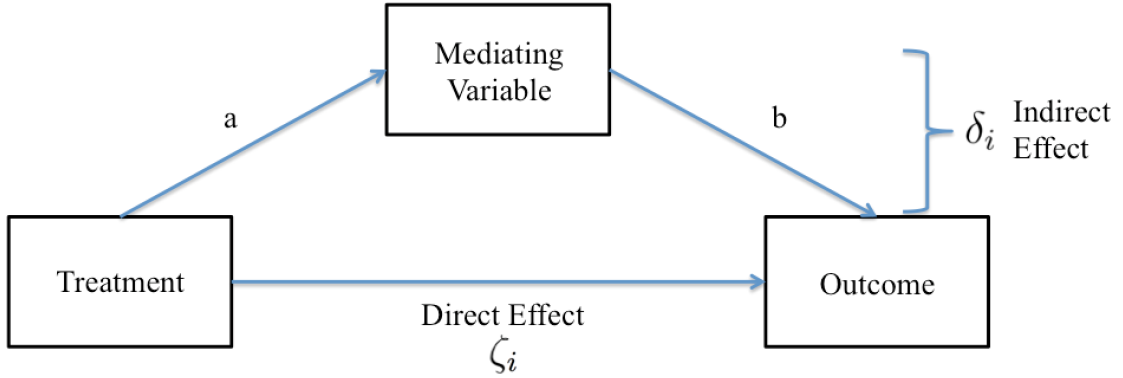 Mediating
Variable
a
b
δᵢ Indirect
Effect
Treatment
Outcome
Direct Effect
ζᵢ